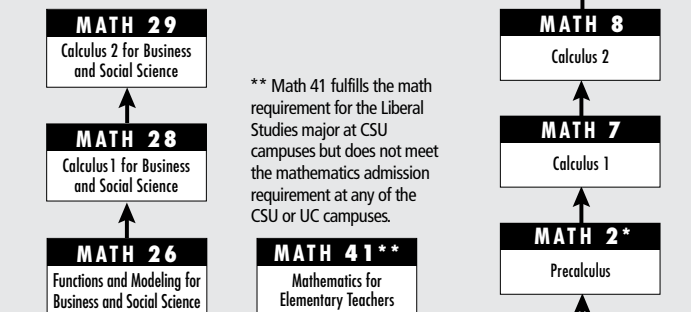 MATH 29
Calculus 2 for Business
and Social Science
MATH 28
Calculus1 for Business
and Social Science
MATH 26
Functions and Modeling for
Business and Social Science
** Math 41 fulfills the math
requirement for the Liberal
Studies major at CSU
campuses but does not meet
the mathematics admission
requirement at any of the
CSU or UC campuses.
MATH 41**
Mathematics for
Elementary Teachers
MATH 8
Calculus 2
MATH 7
Calculus 1
MATH 2*
Precalculus